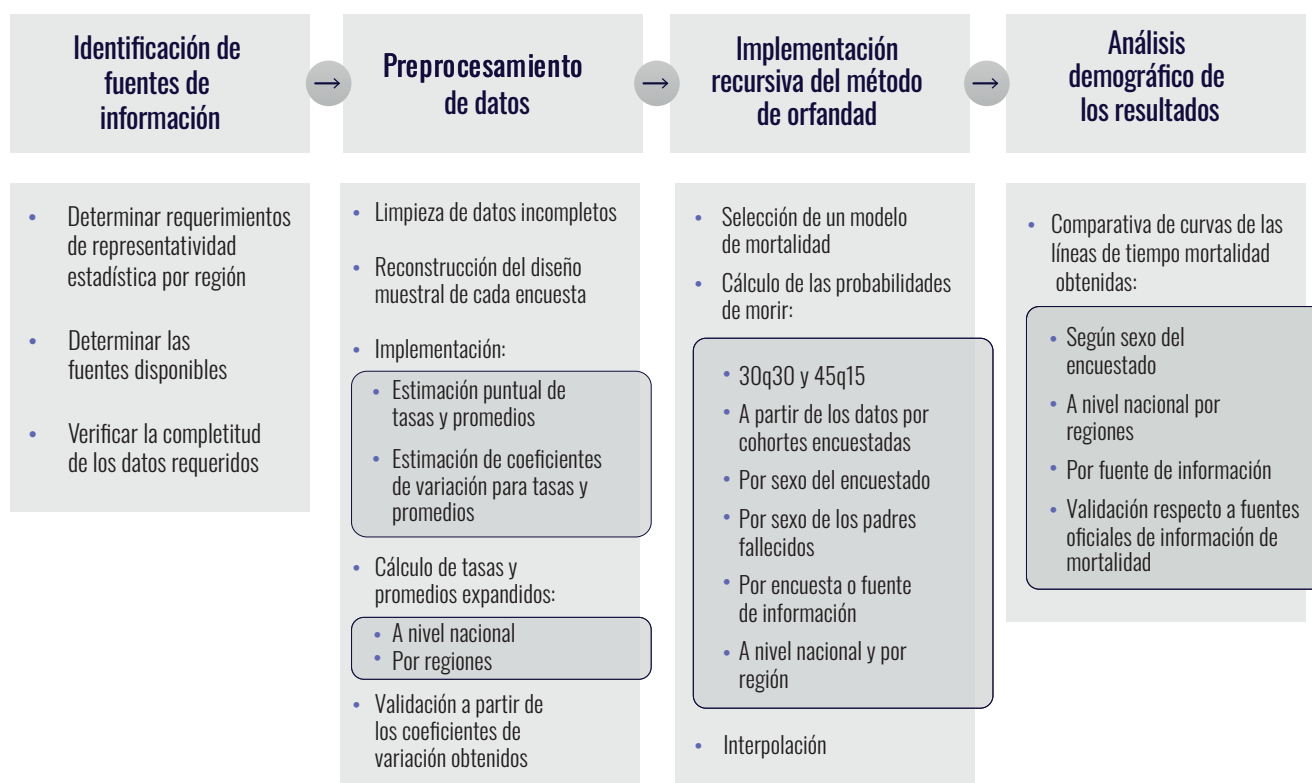 Identificación de
fuentes de
información
→
Preprocesamiento
de datos
→
Implementación
recursiva del método
de orfandad
→
Análisis
demográfico de
los resultados
• Determinar requerimientos
de representatividad
estadística por región
• Determinar las
fuentes disponibles
• Verificar la completitud
de los datos requeridos
• Limpieza de datos incompletos
• Reconstrucción del diseño
muestral de cada encuesta
• Implementación:
• Estimación puntual de
tasas y promedios
• Estimación de coeficientes
de variación para tasas y
promedios
• Cálculo de tasas y
promedios expandidos:
• A nivel nacional
• Por regiones
• Validación a partir de
los coeficientes de
variación obtenidos
• Selección de un modelo
de mortalidad
• Cálculo de las probabilidades
de morir:
• 30q30 y 45q15
• A partir de los datos por
cohortes encuestadas
• Por sexo del encuestado
• Por sexo de los padres
fallecidos
• Por encuesta o fuente
de información
• A nivel nacional y por
región
• Interpolación
• Comparativa de curvas de las
líneas de tiempo mortalidad
obtenidas:
• Según sexo del
encuestado
• A nivel nacional por
regiones
• Por fuente de información
• Validación respecto a fuentes
oficiales de información de
mortalidad